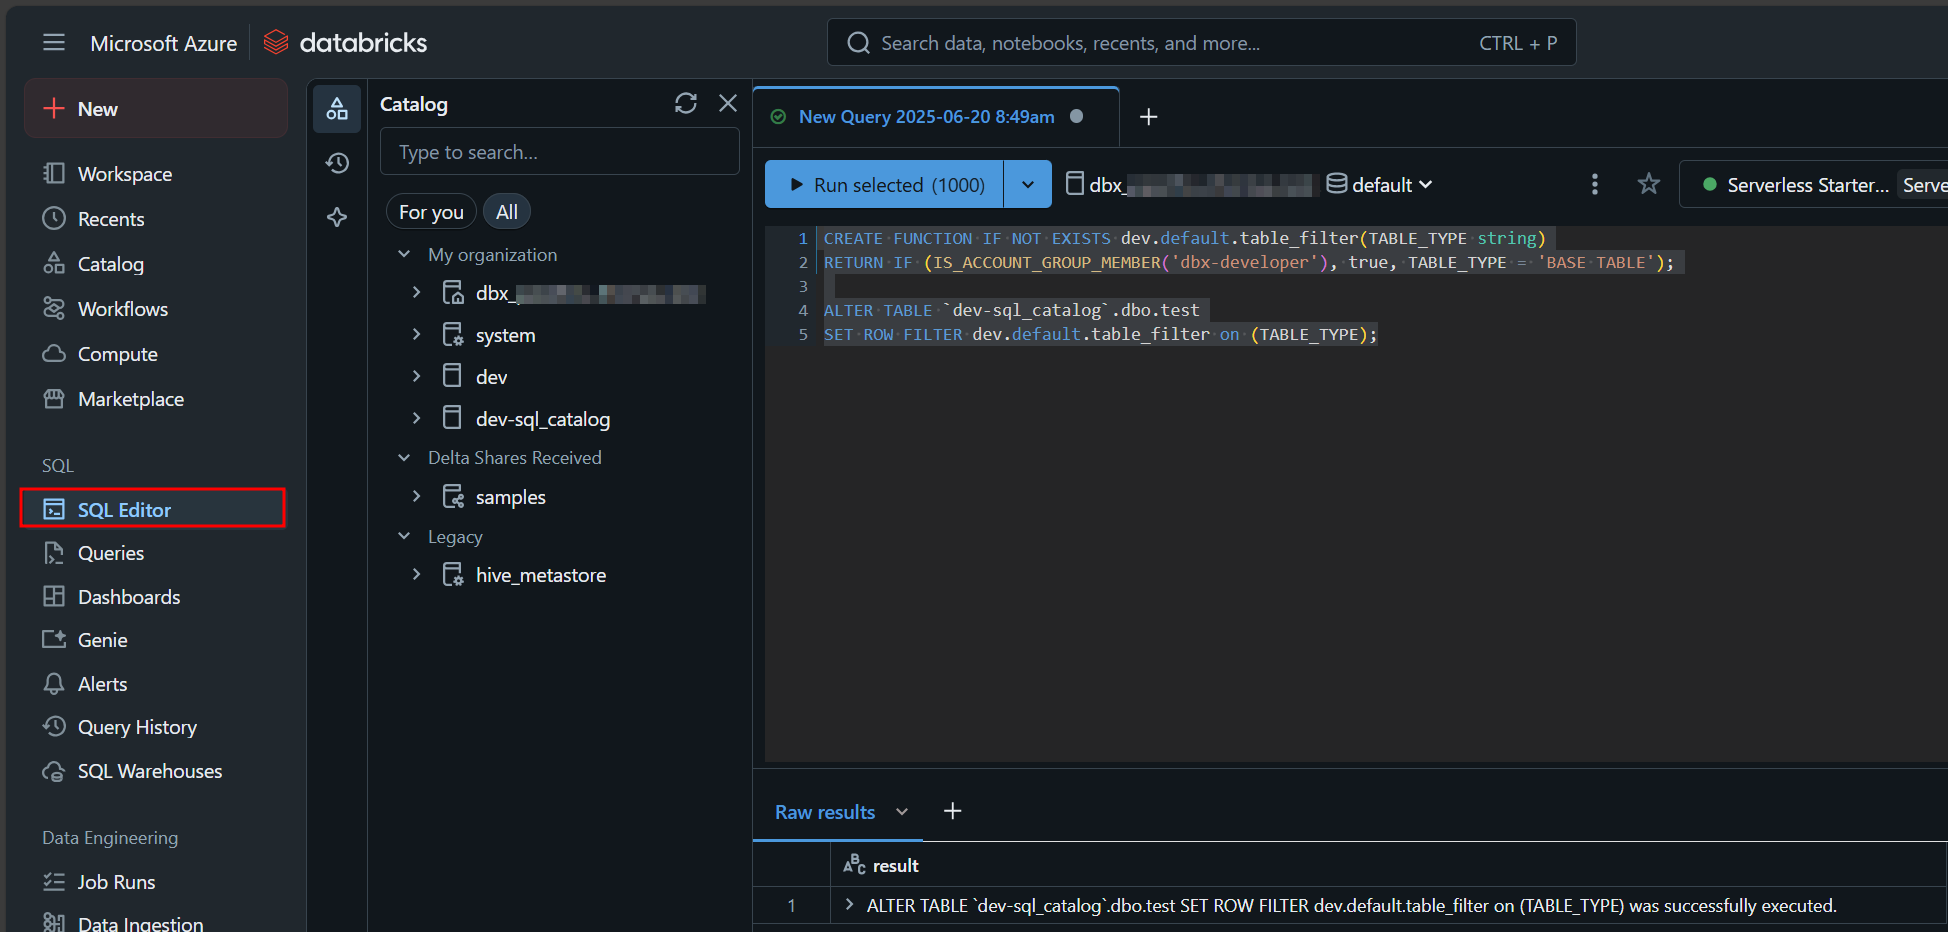 Microsoft Azure
databricks
Search data, notebooks, recents, and more...
CTRL + P
New
Workspace
Recents
Catalog
Workflows
Compute
Marketplace
SQL
SQL Editor
Queries
Dashboards
Genie
Alerts
Query History
SQL Warehouses
Data Engineering
Job Runs
Data Ingestion
Catalog
Type to search...
For you
All
My organization
dbx_
system
dev
dev-sql_catalog
Delta Shares Received
samples
Legacy
hive_metastore
New Query 2025-06-20 8:49am
Run selected (1000)
dbx_
default
Serverless Starter...
Serve
1 CREATE FUNCTION IF NOT EXISTS dev.default.table_filter(TABLE_TYPE string)
2 RETURN IF (IS_ACCOUNT_GROUP_MEMBER('dbx-developer'), true, TABLE_TYPE = 'BASE TABLE');
3
4 ALTER TABLE `dev-sql_catalog`.dbo.test
5 SET ROW FILTER dev.default.table_filter on (TABLE_TYPE);
Raw results
ABC result
1 ALTER TABLE `dev-sql_catalog`.dbo.test SET ROW FILTER dev.default.table_filter on (TABLE_TYPE) was successfully executed.